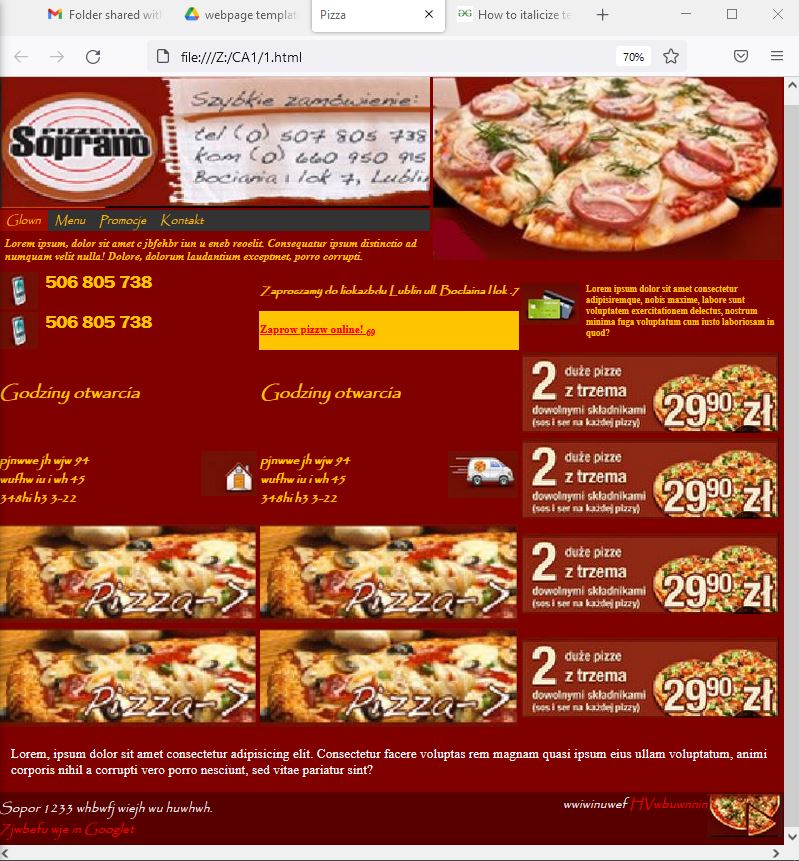 Folder shared wit
webpage templat
Pizza
How to italicize te
file:///Z:/CA1/1.html
70%
PIZZERIA
Soprano
Szybkie zamówienie:
tel (0) 507 805 738
kom (0) 660 950 915
Bociania 1 lok 7, Lublin
Glown Menu Promocje Kontakt
Lorem ipsum, dolor sit amet c jbfehbr iun u eneb reoelit. Consequatur ipsum distinctio ad
numquam velit nulla! Dolore, dolorum laudantium exceptmet, porro corrupti.
506 805 738
506 805 738
Zaproszamy do liokazbdu Lublin ull. Boclaina 1 lok .7
Zaprow pizzw online! .69
Lorem ipsum dolor sit amet consectetur
adipisiremque, nobis maxime, labore sunt
voluptatem exercitationem delectus, nostrum
minima fuga voluptatum cum iusto laboriosam in
quod?
Godziny otwarcia
Godziny otwarcia
pjnwwe jh wjw 94
wufhw iu i wh 45
348hi h3 3-22
pjnwwe jh wjw 94
wufhw iu i wh 45
348hi h3 3-22
2 duże pizze
z trzema
dowolnymi składnikami
(sos i ser na każdej pizzy)
29,90 zł
2 duże pizze
z trzema
dowolnymi składnikami
(sos i ser na każdej pizzy)
29,90 zł
Pizza->
Pizza->
2 duże pizze
z trzema
dowolnymi składnikami
(sos i ser na każdej pizzy)
29,90 zł
Pizza->
Pizza->
2 duże pizze
z trzema
dowolnymi składnikami
(sos i ser na każdej pizzy)
29,90 zł
Lorem, ipsum dolor sit amet consectetur adipisicing elit. Consectetur facere voluptas rem magnam quasi ipsum eius ullam voluptatum, animi
corporis nihil a corrupti vero porro nesciunt, sed vitae pariatur sint?
Sopor 1233 whbwfj wiejh wu huwhwh.
Zjwbefu wje in Googlet
wwiwinuwef HVwbuwnnin